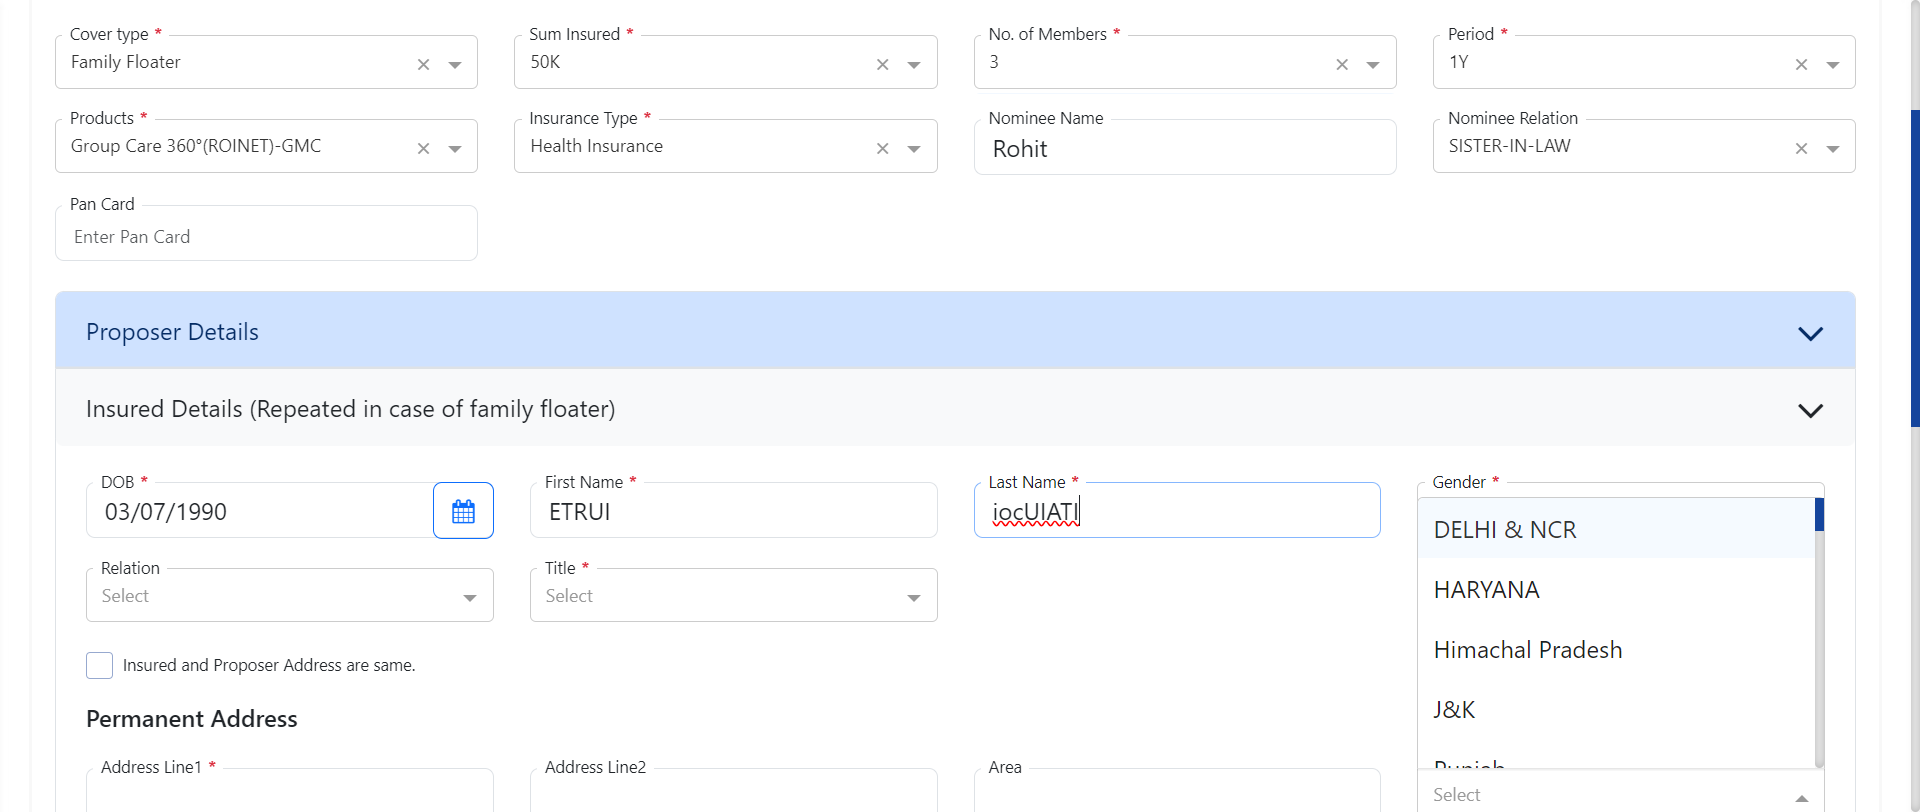 Cover type *
Family Floater
Sum Insured *
50K
No. of Members *
3
Period *
1Y
Products *
Group Care 360°(ROINET)-GMC
Insurance Type *
Health Insurance
Nominee Name
Rohit
Nominee Relation
SISTER-IN-LAW
Pan Card
Enter Pan Card
Proposer Details
Insured Details (Repeated in case of family floater)
DOB *
03/07/1990
First Name *
ETRUI
Last Name *
iocUIATI
Gender *
DELHI & NCR
HARYANA
Himachal Pradesh
J&K
Punjab
Select
Relation
Select
Title *
Select
Insured and Proposer Address are same.
Permanent Address
Address Line1 *
Address Line2
Area